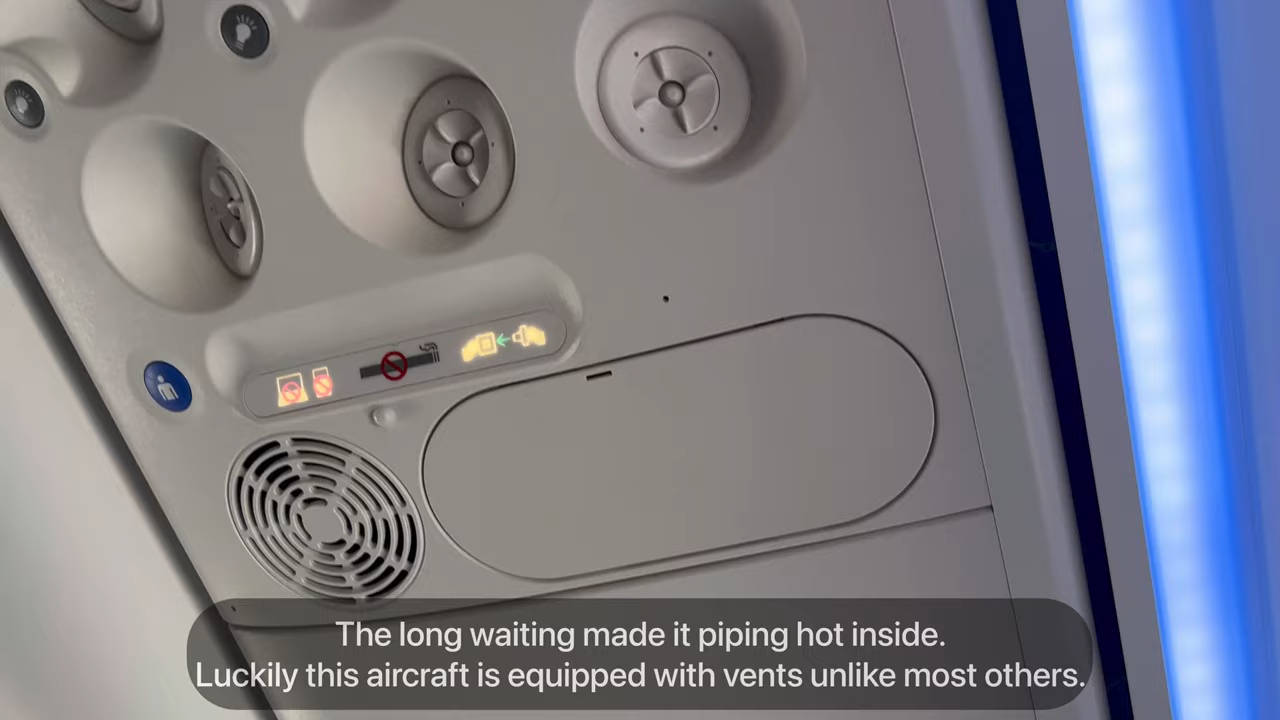 The long waiting made it piping hot inside.
Luckily this aircraft is equipped with vents unlike most others.